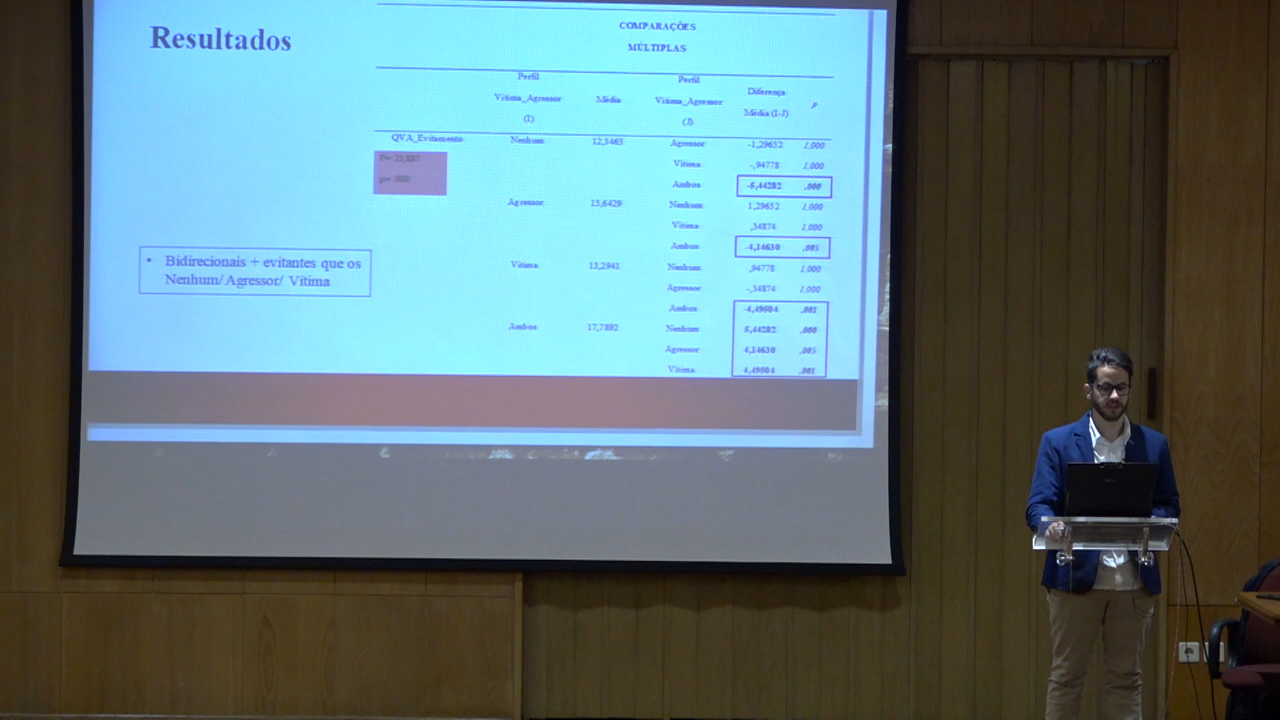 Resultados
COMPARAÇÕES
MÚLTIPLAS
Perfil
Vítima_Agressor
(I)
Média
Perfil
Vítima_Agressor
(J)
Diferença
Média (I-J)
p
QVA_Evitamento Nenhum 12,3463 Agressor -1,29652 1,000
Vítima -,94778 1,000
Ambos -5,44282 ,000
Agressor 13,6429 Nenhum 1,29652 1,000
Vítima ,34874 1,000
Ambos -4,14630 ,005
Vítima 13,2941 Nenhum ,94778 1,000
Agressor -,34874 1,000
Ambos -4,49504 ,001
Ambos 17,7892 Nenhum 5,44282 ,000
Agressor 4,14630 ,005
Vítima 4,49504 ,001
p= ,000
• Bidirecionais + evitantes que os
Nenhum/ Agressor/ Vítima